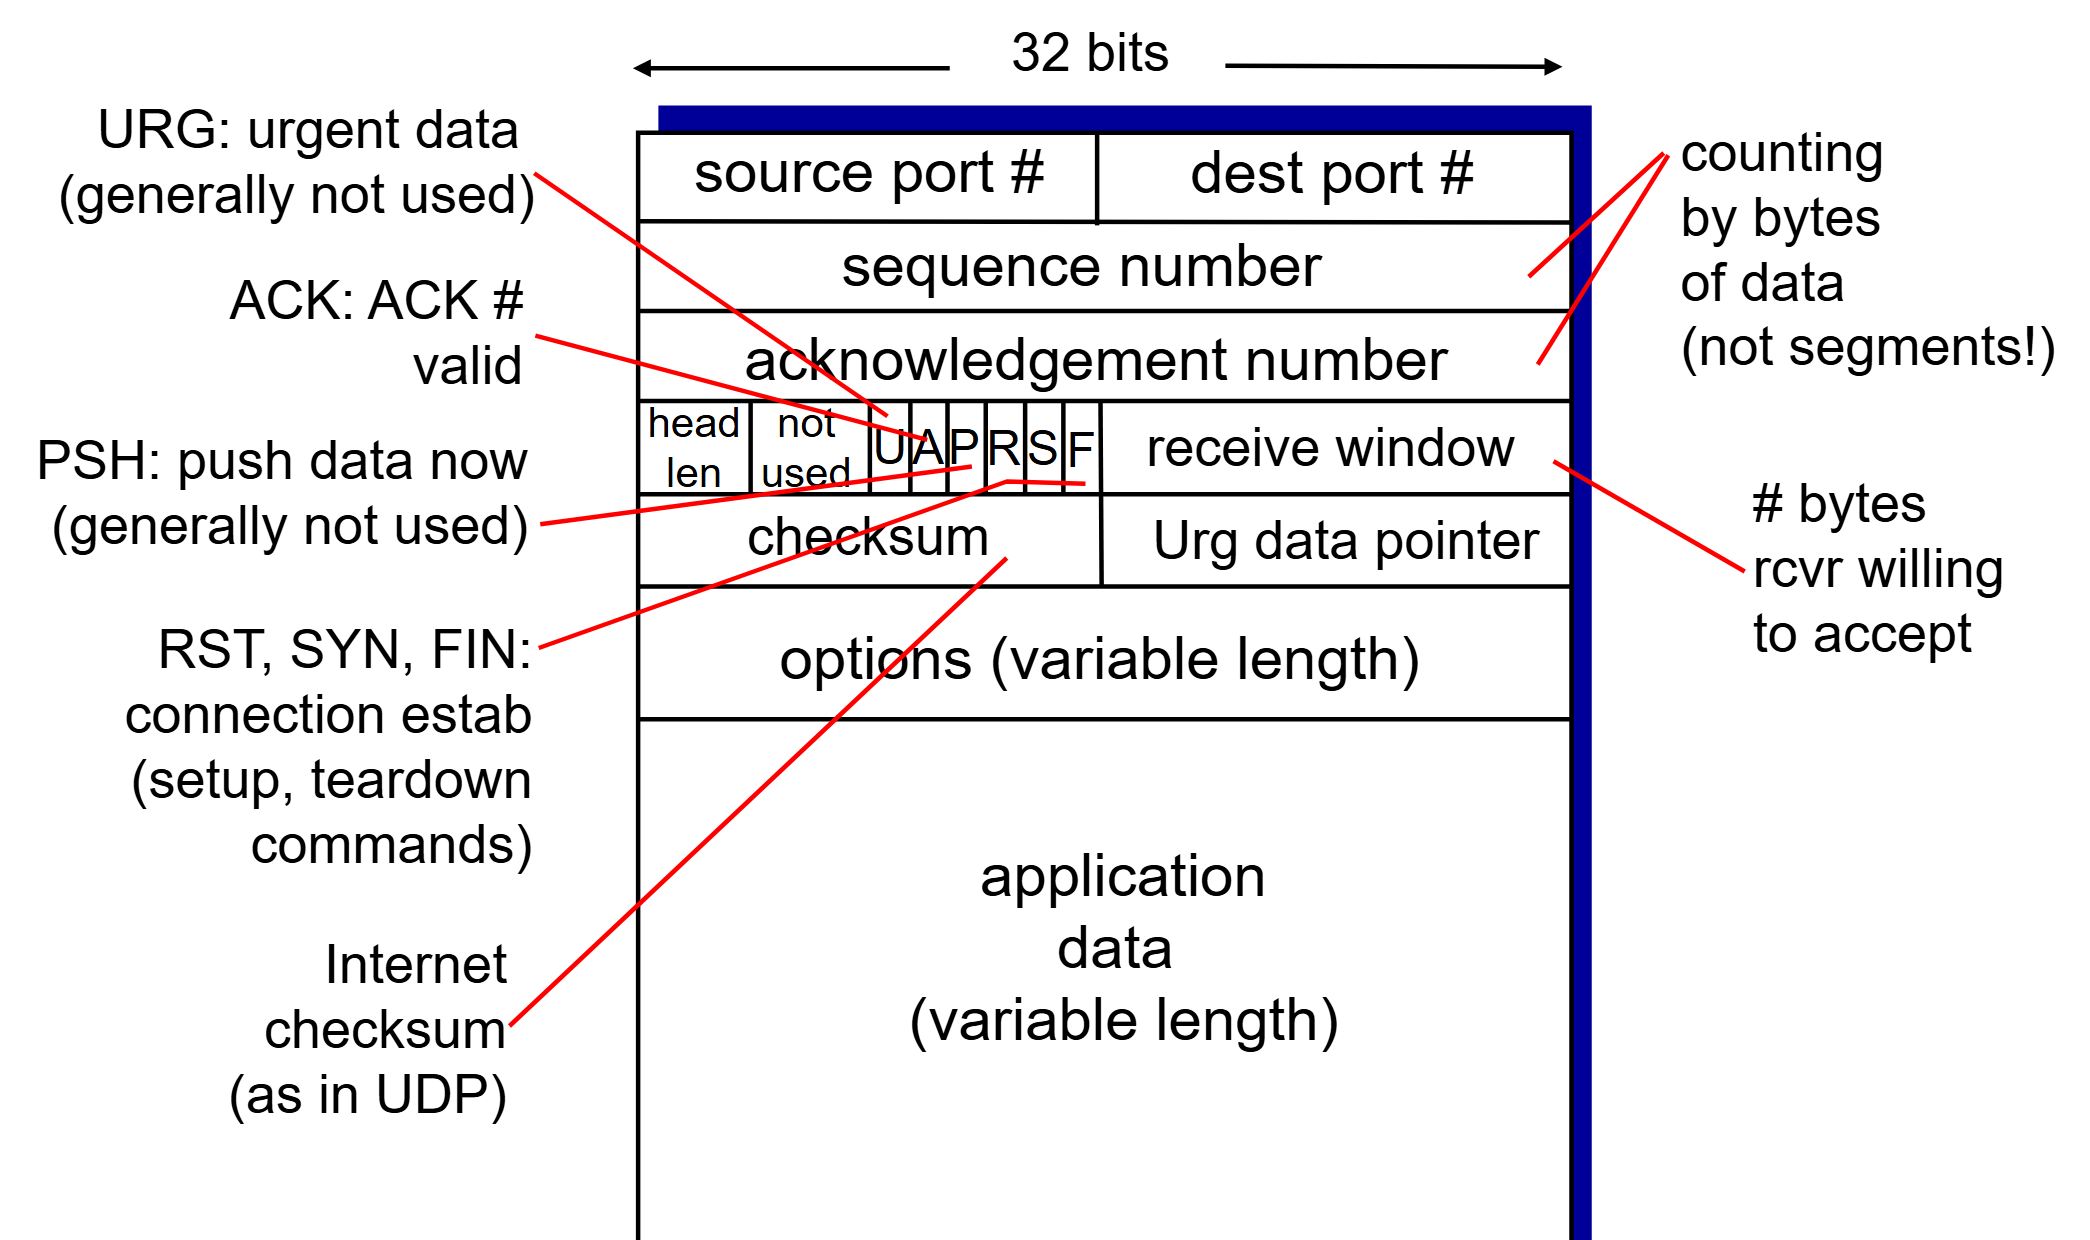 32 bits
URG: urgent data
(generally not used)
ACK: ACK #
valid
PSH: push data now
(generally not used)
RST, SYN, FIN:
connection estab
(setup, teardown
commands)
Internet
checksum
(as in UDP)
source port #
dest port #
sequence number
acknowledgement number
head
len
not
used
U
A
P
R
S
F
receive window
checksum
Urg data pointer
options (variable length)
application
data
(variable length)
counting
by bytes
of data
(not segments!)
# bytes
rcvr willing
to accept